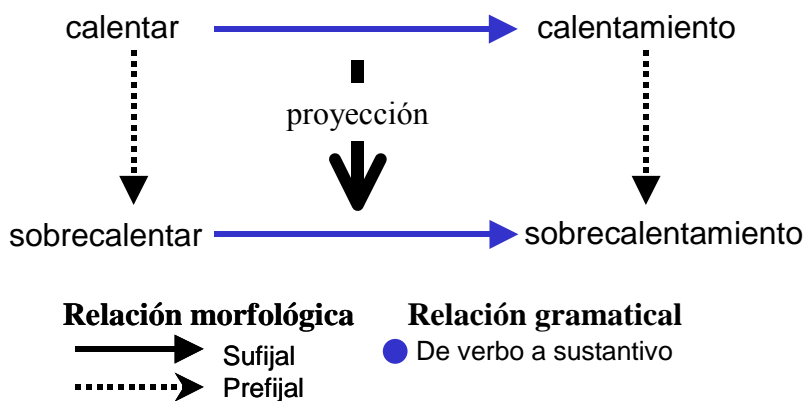 calentar calentamiento
proyección
sobrecalentar sobrecalentamiento
Relación morfológica Relación gramatical
Sufijal De verbo a sustantivo
Prefijal